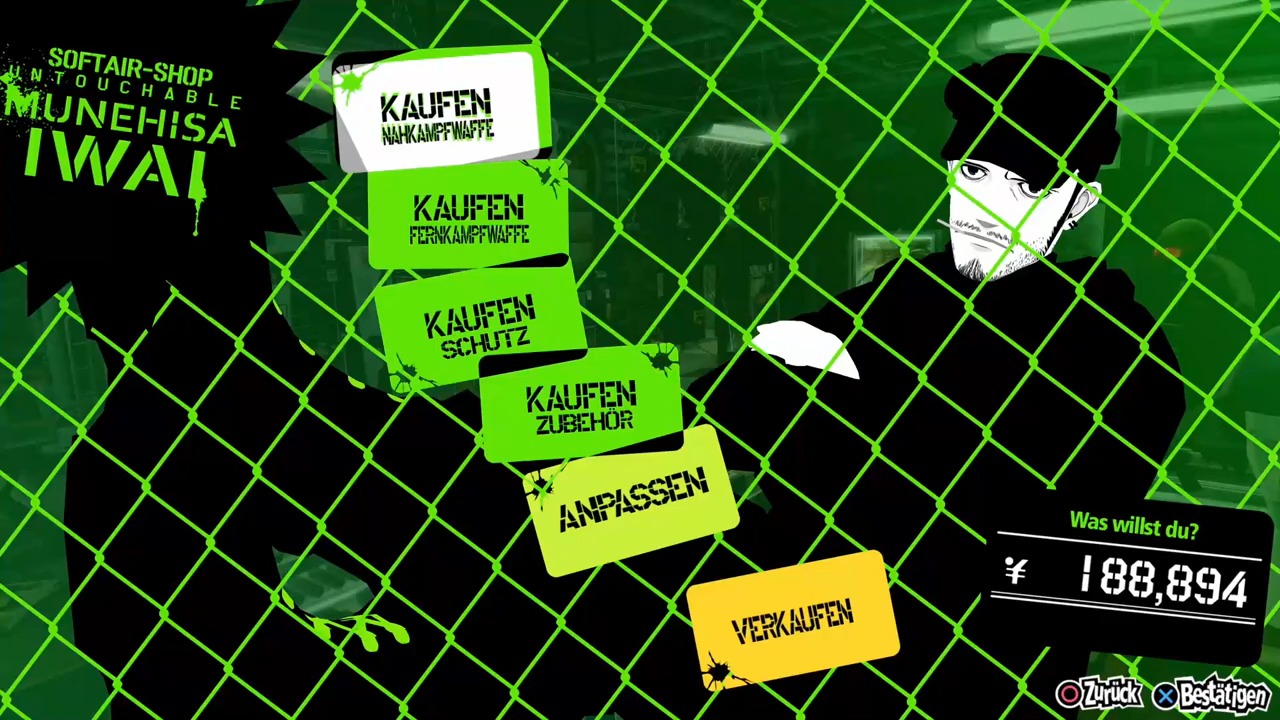 SOFTAIR-SHOP
UNTOUCHABLE
MUNEHISA
IWAI
KAUFEN
NAHKAMPFWAFFE
KAUFEN
FERNKAMPFWAFFE
KAUFEN
SCHUTZ
KAUFEN
ZUBEHÖR
ANPASSEN
VERKAUFEN
Was willst du?
¥ 188,894
Zurück Bestätigen